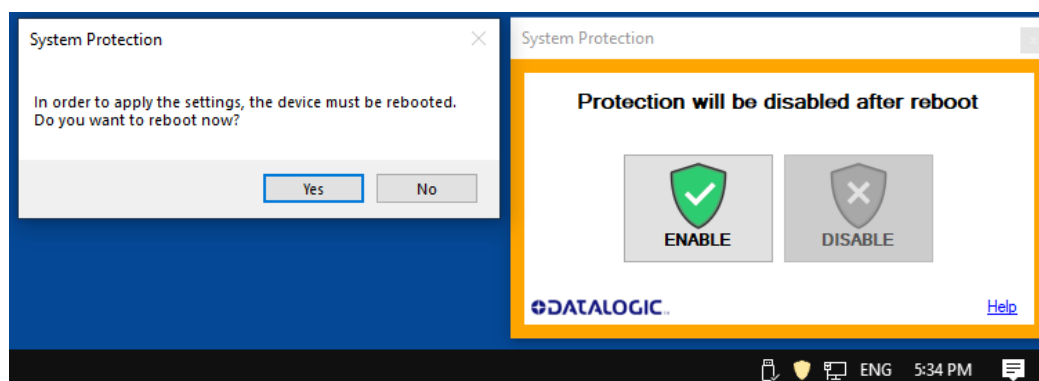 System Protection
In order to apply the settings, the device must be rebooted.
Do you want to reboot now?
Yes
No
System Protection
x
Protection will be disabled after reboot
ENABLE
DISABLE
DATALOGIC™
Help
ENG
5:34 PM